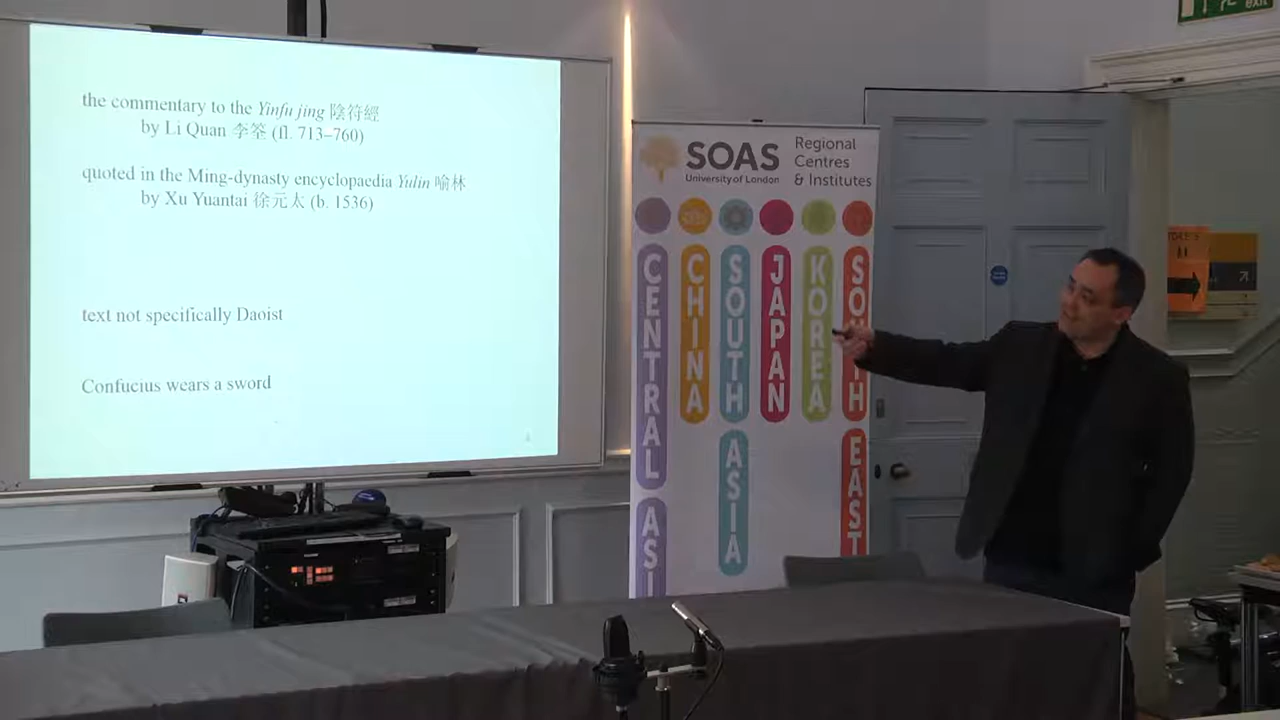 the commentary to the Yinfu jing 陰符經
by Li Quan 李筌 (fl. 713–760)
quoted in the Ming-dynasty encyclopaedia Yulin 喻林
by Xu Yuantai 徐元太 (b. 1536)
text not specifically Daoist
Confucius wears a sword
SOAS
University of London
Regional
Centres
& Institutes
CENTRAL ASI
CHINA
SOUTH ASIA
JAPAN
KOREA
SOUTH EAST
exit